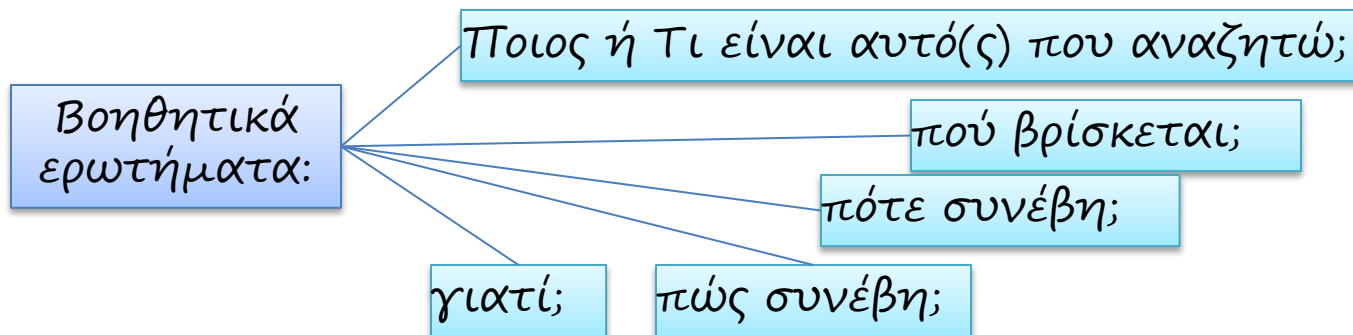 Ποιος ή Τι είναι αυτό(ς) που αναζητώ;
Βοηθητικά
ερωτήματα:
πού βρίσκεται;
πότε συνέβη;
γιατί;
πώς συνέβη;